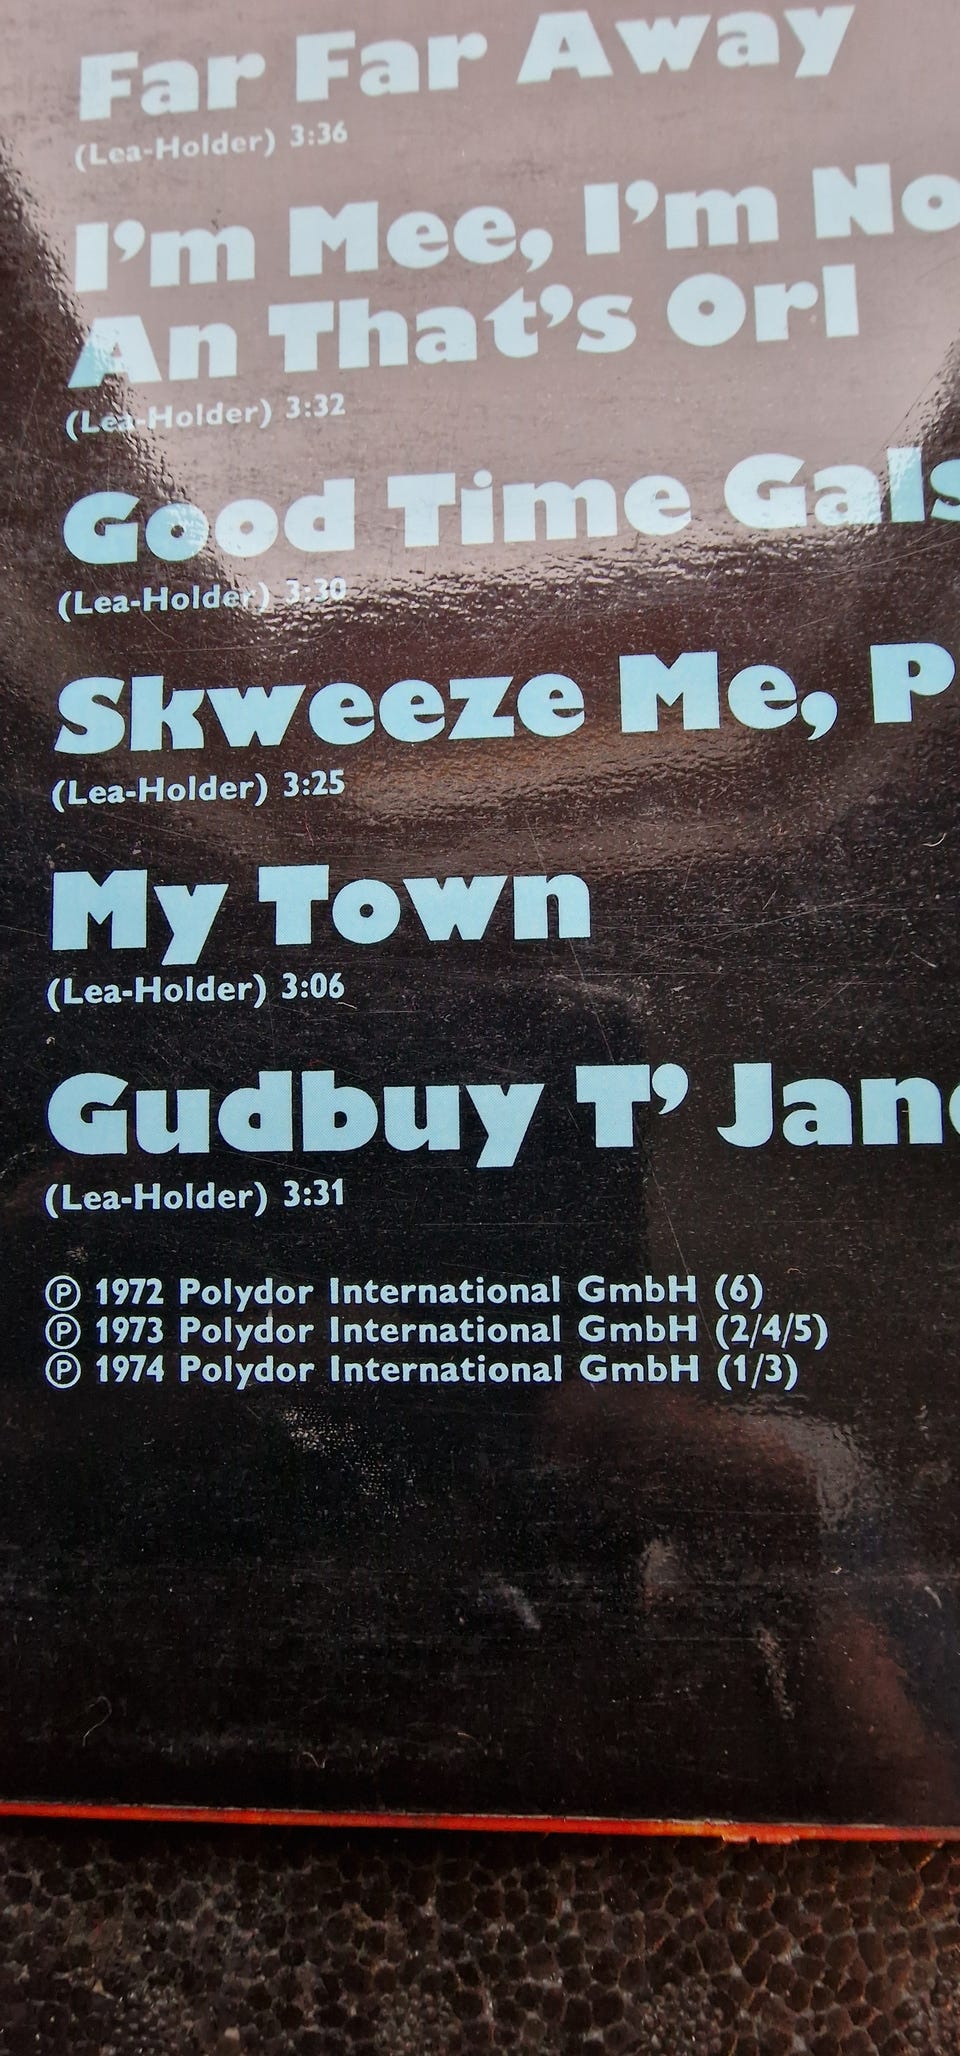 Far Far Away
(Lea-Holder) 3:36
I'm Mee, I'm No
An That's Orl
(Lea-Holder) 3:32
Good Time Gals
(Lea-Holder) 3:30
Skweeze Me, P
(Lea-Holder) 3:25
My Town
(Lea-Holder) 3:06
Gudbuy T' Jane
(Lea-Holder) 3:31
Ⓟ 1972 Polydor International GmbH (6)
Ⓟ 1973 Polydor International GmbH (2/4/5)
Ⓟ 1974 Polydor International GmbH (1/3)